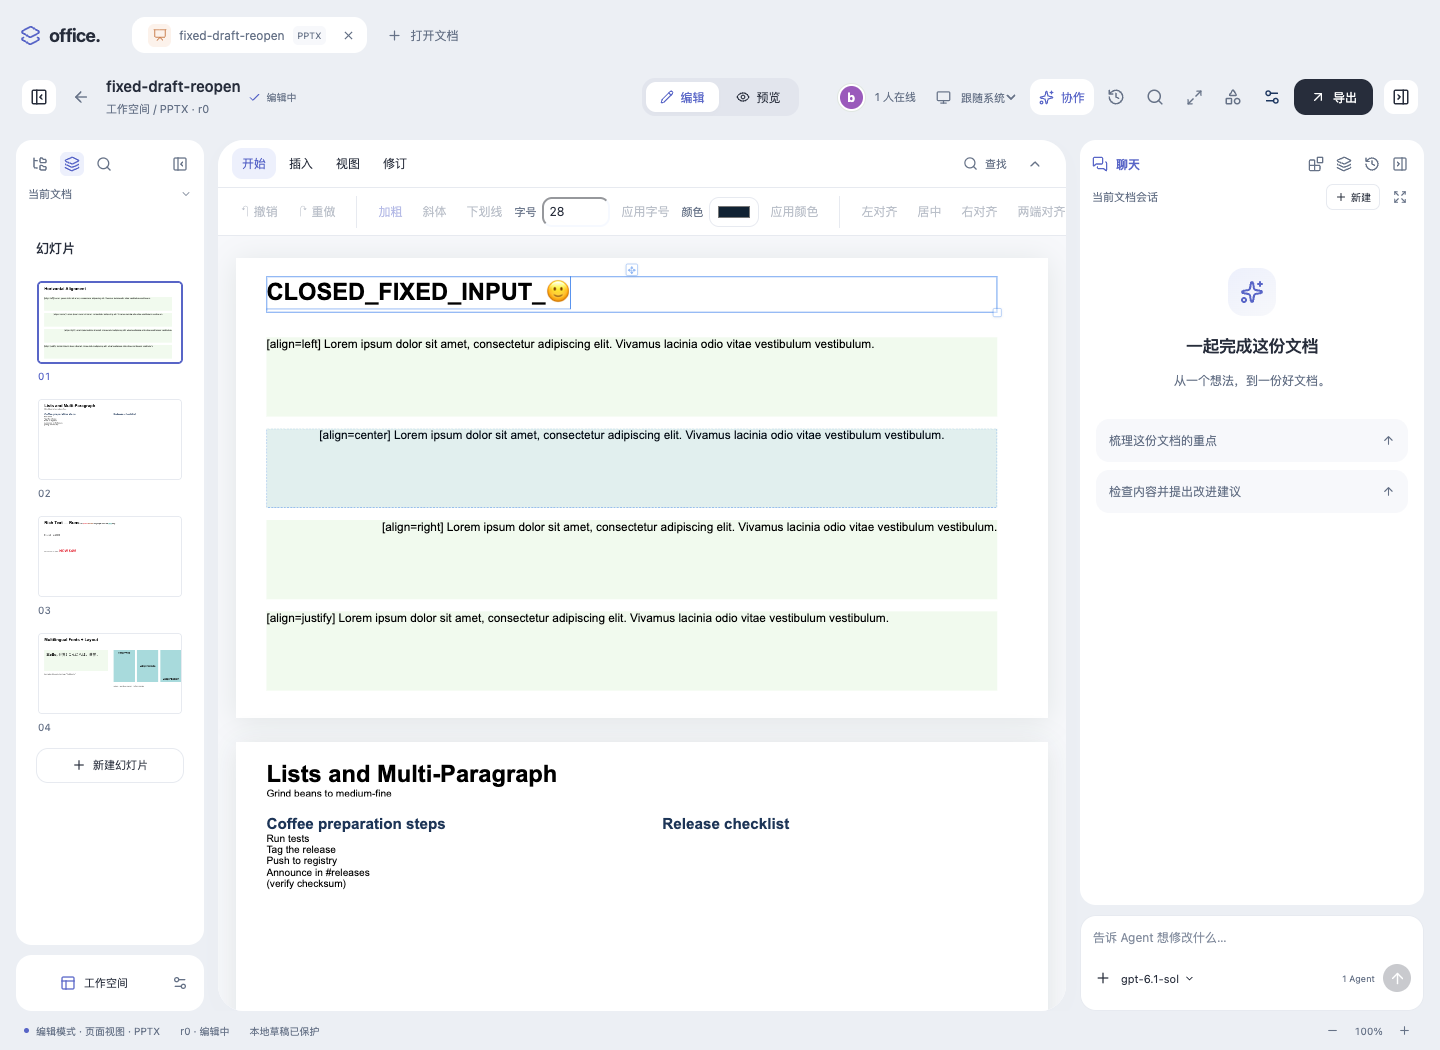 office.
fixed-draft-reopen PPTX
打开文档
fixed-draft-reopen
编辑中
工作空间 / PPTX · r0
编辑
预览
b
1 人在线
跟随系统
协作
导出
当前文档
幻灯片
Horizontal Alignment
01
Lists and Multi-Paragraph
02
03
Multilingual Fonts + Layout
04
新建幻灯片
工作空间
开始 插入 视图 修订
查找
撤销 重做 加粗 斜体 下划线 字号 28 应用字号 颜色 应用颜色 左对齐 居中 右对齐 两端对齐
CLOSED_FIXED_INPUT_🙂
[align=left] Lorem ipsum dolor sit amet, consectetur adipiscing elit. Vivamus lacinia odio vitae vestibulum vestibulum.
[align=center] Lorem ipsum dolor sit amet, consectetur adipiscing elit. Vivamus lacinia odio vitae vestibulum vestibulum.
[align=right] Lorem ipsum dolor sit amet, consectetur adipiscing elit. Vivamus lacinia odio vitae vestibulum vestibulum.
[align=justify] Lorem ipsum dolor sit amet, consectetur adipiscing elit. Vivamus lacinia odio vitae vestibulum vestibulum.
Lists and Multi-Paragraph
Grind beans to medium-fine
Coffee preparation steps
Run tests
Tag the release
Push to registry
Announce in #releases
(verify checksum)
Release checklist
聊天
当前文档会话
新建
一起完成这份文档
从一个想法，到一份好文档。
梳理这份文档的重点
检查内容并提出改进建议
告诉 Agent 想修改什么...
gpt-6.1-sol
1 Agent
编辑模式 · 页面视图 · PPTX
r0 · 编辑中
本地草稿已保护
100%